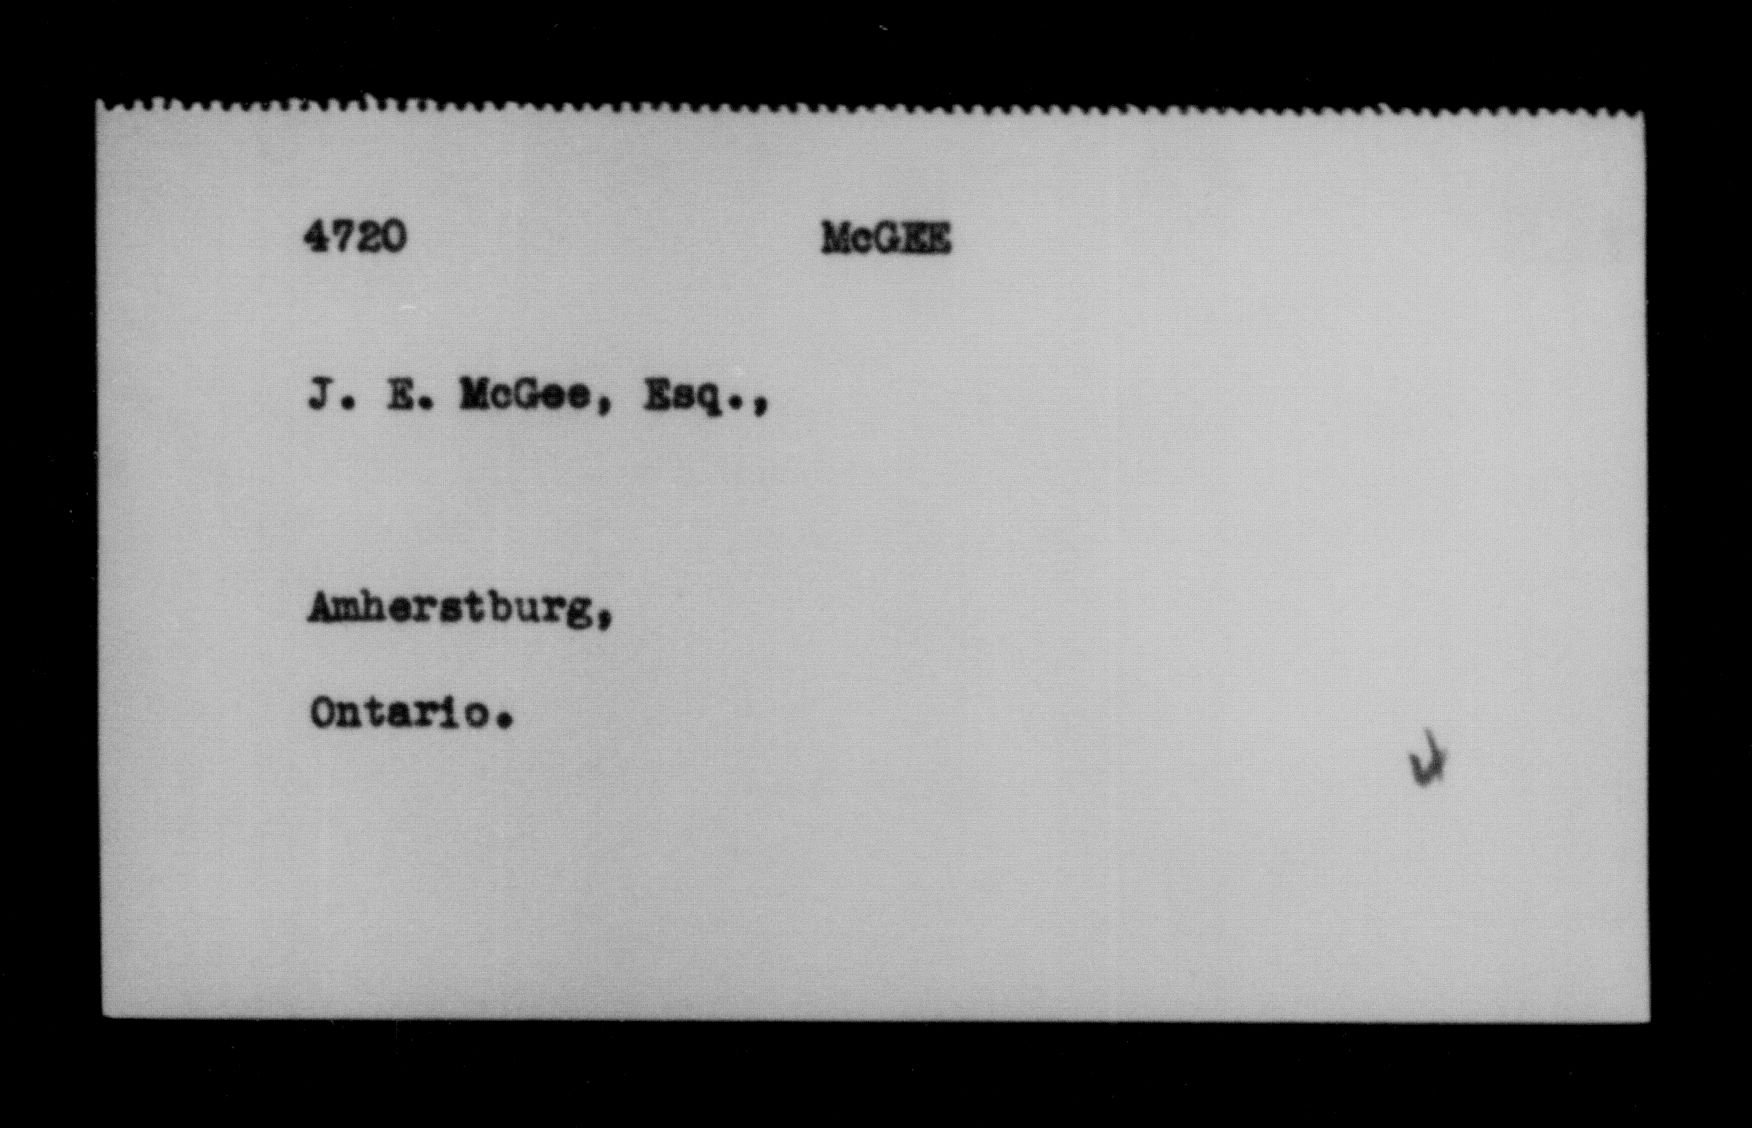 4720 McGEE
J. E. McGee, Esq.,
Amherstburg,
Ontario.